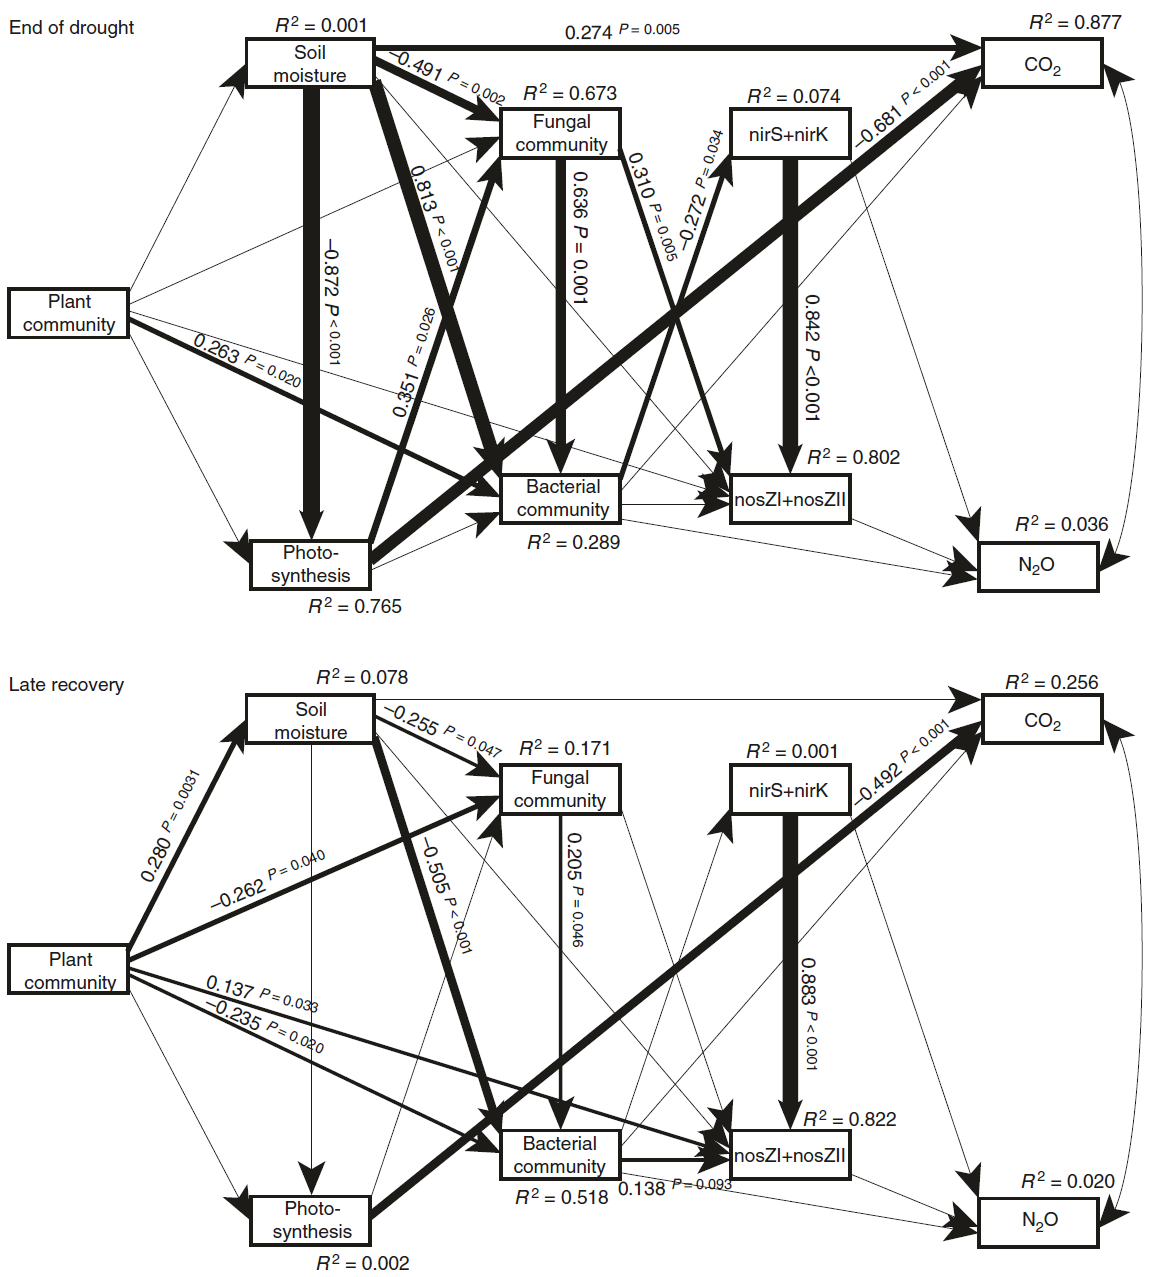 End of drought
R² = 0.001
Soil
moisture
0.274 P = 0.005
R² = 0.877
CO₂
–0.491 P = 0.002
R² = 0.673
Fungal
community
R² = 0.074
nirS+nirK
–0.681 P < 0.001
0.813 P < 0.001
0.636 P = 0.001
0.310 P = 0.005
–0.272 P = 0.034
–0.872 P < 0.001
Plant
community
0.263 P = 0.020
0.351 P = 0.026
0.842 P <0.001
R² = 0.802
nosZI+nosZII
Bacterial
community
R² = 0.289
R² = 0.036
N₂O
Photo-
synthesis
R² = 0.765
Late recovery
R² = 0.078
Soil
moisture
R² = 0.256
CO₂
–0.255 P = 0.047
R² = 0.171
Fungal
community
R² = 0.001
nirS+nirK
–0.492 P < 0.001
0.280 P = 0.0031
–0.262 P = 0.040
–0.505 P < 0.001
0.205 P = 0.046
Plant
community
0.137 P = 0.033
–0.235 P = 0.020
0.883 P < 0.001
R² = 0.822
nosZI+nosZII
Bacterial
community
R² = 0.518
0.138 P = 0.093
R² = 0.020
N₂O
Photo-
synthesis
R² = 0.002